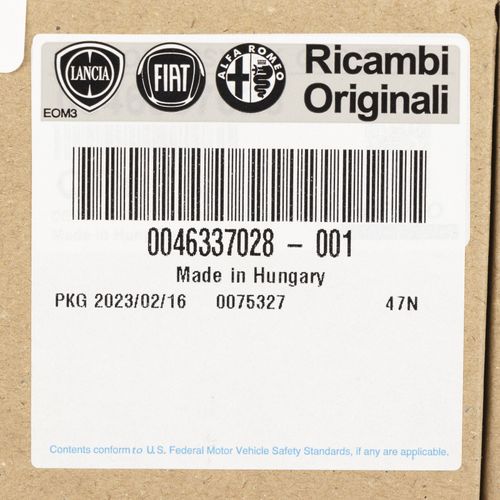 LANCIA
FIAT
ALFA ROMEO
Ricambi
Originali
EOM3
0046337028 - 001
Made in Hungary
PKG 2023/02/16 0075327 47N
Contents conform to U.S. Federal Motor Vehicle Safety Standards, if any are applicable.